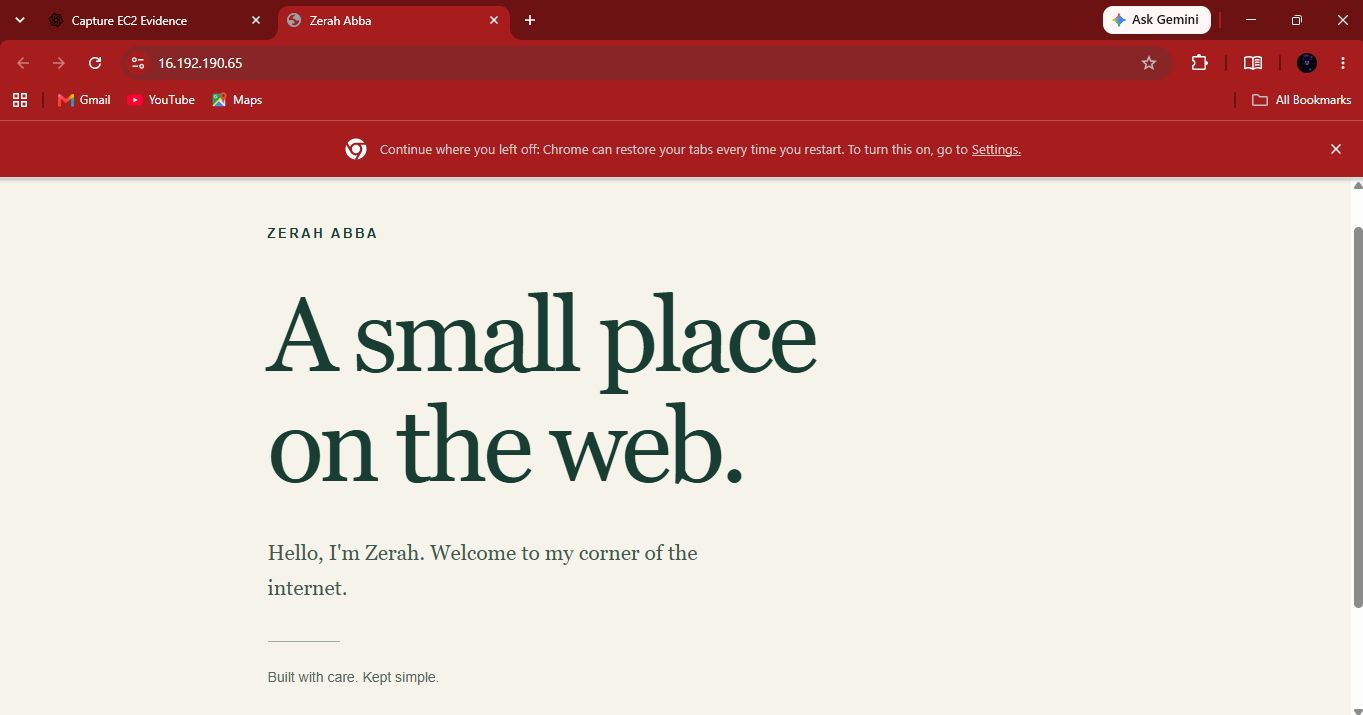 Capture EC2 Evidence
Zerah Abba
Ask Gemini
16.192.190.65
Gmail
YouTube
Maps
All Bookmarks
Continue where you left off: Chrome can restore your tabs every time you restart. To turn this on, go to Settings.
ZERAH ABBA
A small place
on the web.
Hello, I'm Zerah. Welcome to my corner of the
internet.
Built with care. Kept simple.